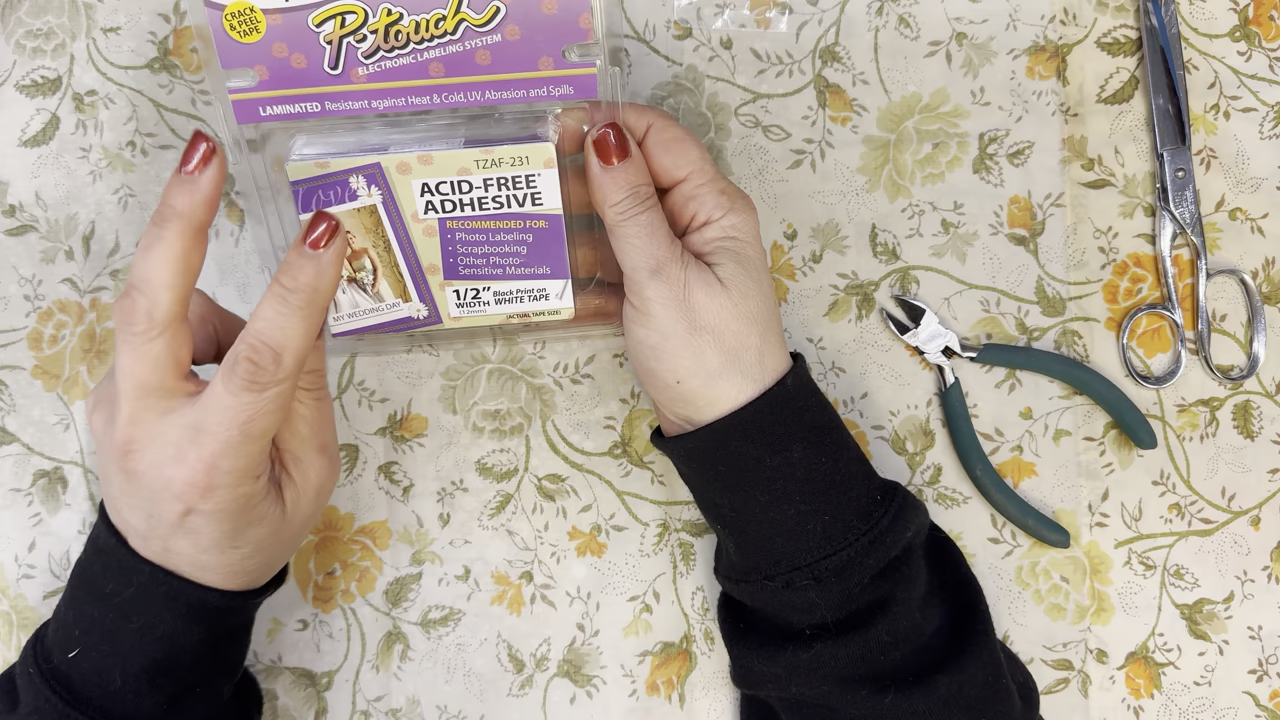 CRACK
& PEEL
TAPE
P-touch
ELECTRONIC LABELING SYSTEM
LAMINATED Resistant against Heat & Cold, UV, Abrasion and Spills
TZAF-231
ACID-FREE*
ADHESIVE
RECOMMENDED FOR:
• Photo Labeling
• Scrapbooking
• Other Photo-
Sensitive Materials
1/2" Black Print on
WIDTH WHITE TAPE
(12mm)
(ACTUAL TAPE SIZE)
Love
MY WEDDING DAY